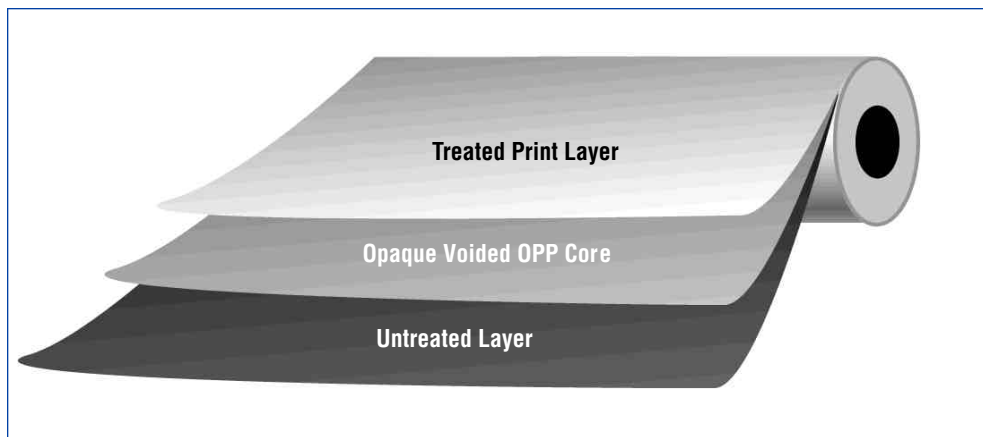 Treated Print Layer
Opaque Voided OPP Core
Untreated Layer